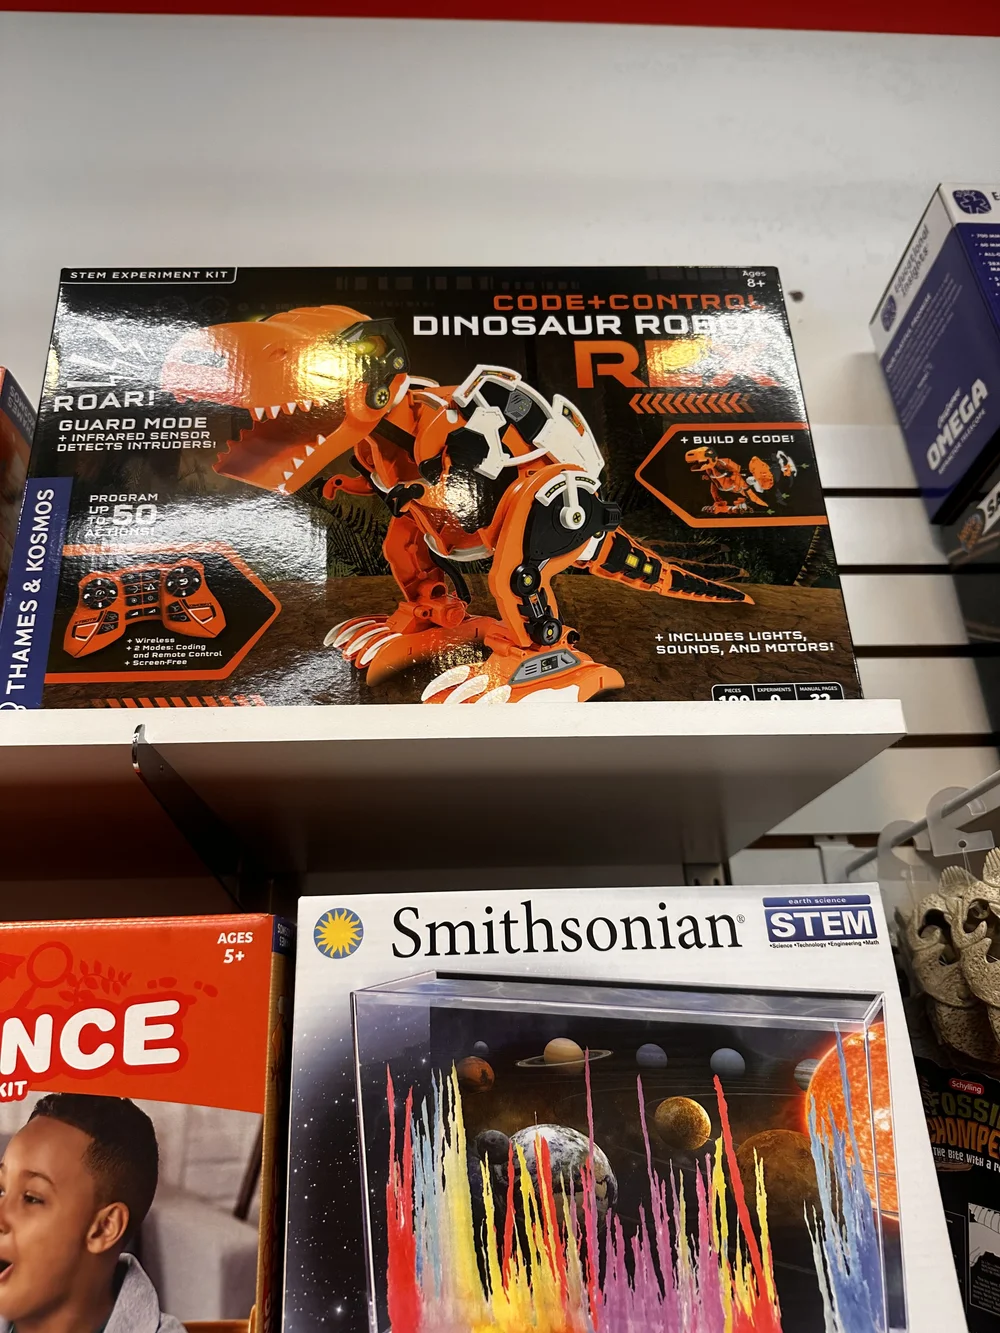 STEM EXPERIMENT KIT
Ages
8+
CODE+CONTROL
DINOSAUR ROBOT
REX
ROAR!
GUARD MODE
+ INFRARED SENSOR
DETECTS INTRUDERS!
+ BUILD & CODE!
PROGRAM
UP
TO 50
ACTIONS!
+ Wireless
+ 2 Modes: Coding
and Remote Control
+ Screen-Free
+ INCLUDES LIGHTS,
SOUNDS, AND MOTORS!
PIECES EXPERIMENTS MANUAL PAGES
THAMES & KOSMOS
Educational
Insights
OMEGA
AGES
5+
NCE
KIT
Smithsonian®
earth science
STEM
•Science •Technology •Engineering •Math
Schylling